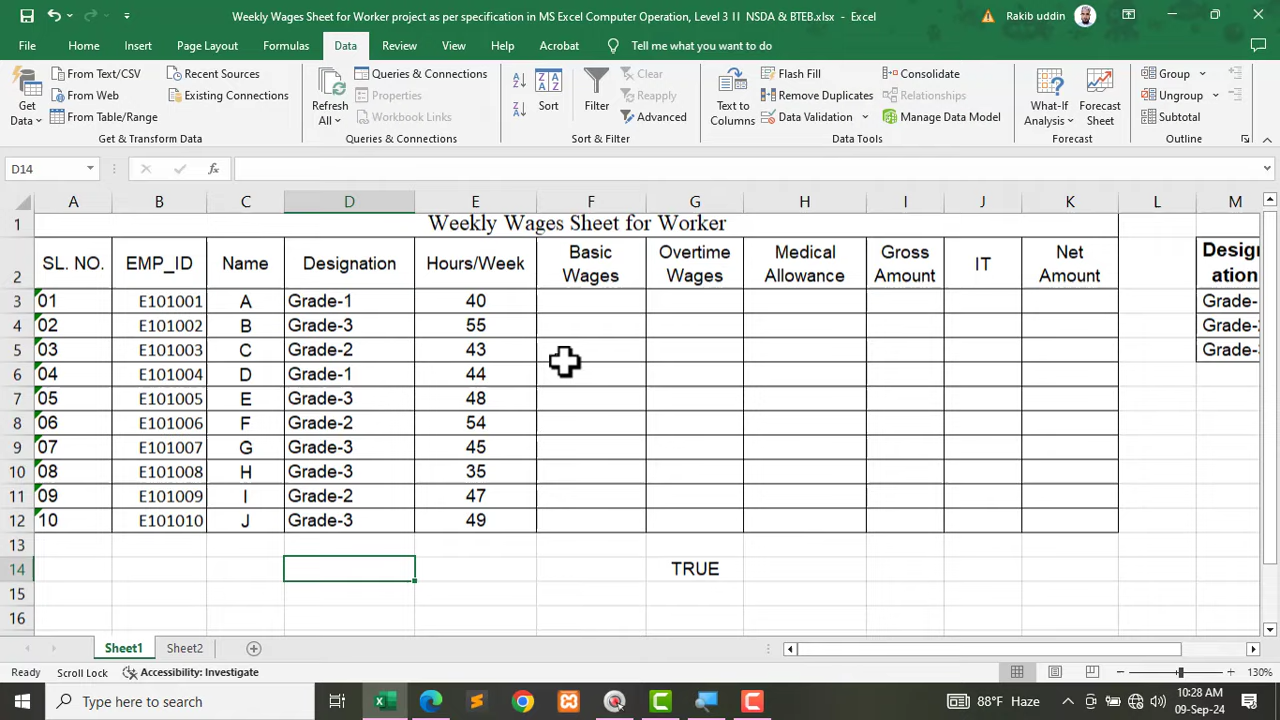 Weekly Wages Sheet for Worker project as per specification in MS Excel Computer Operation, Level 3 II NSDA & BTEB.xlsx - Excel
Rakib uddin
File Home Insert Page Layout Formulas Data Review View Help Acrobat Tell me what you want to do
Get Data
From Text/CSV
From Web
From Table/Range
Recent Sources
Existing Connections
Get & Transform Data
Refresh All
Queries & Connections
Properties
Workbook Links
Queries & Connections
Sort
Filter
Clear
Reapply
Advanced
Sort & Filter
Text to Columns
Flash Fill
Remove Duplicates
Data Validation
Consolidate
Relationships
Manage Data Model
Data Tools
What-If Analysis
Forecast Sheet
Forecast
Group
Ungroup
Subtotal
Outline
D14 fx
A B C D E F G H I J K L M
1 Weekly Wages Sheet for Worker
2 SL. NO. EMP_ID Name Designation Hours/Week Basic Wages Overtime Wages Medical Allowance Gross Amount IT Net Amount Desig ation
3 01 E101001 A Grade-1 40 Grade-
4 02 E101002 B Grade-3 55 Grade-
5 03 E101003 C Grade-2 43 Grade-
6 04 E101004 D Grade-1 44
7 05 E101005 E Grade-3 48
8 06 E101006 F Grade-2 54
9 07 E101007 G Grade-3 45
10 08 E101008 H Grade-3 35
11 09 E101009 I Grade-2 47
12 10 E101010 J Grade-3 49
13
14 TRUE
15
16
Sheet1 Sheet2
Ready Scroll Lock Accessibility: Investigate 130%
Type here to search
88°F Haze
10:28 AM
09-Sep-24